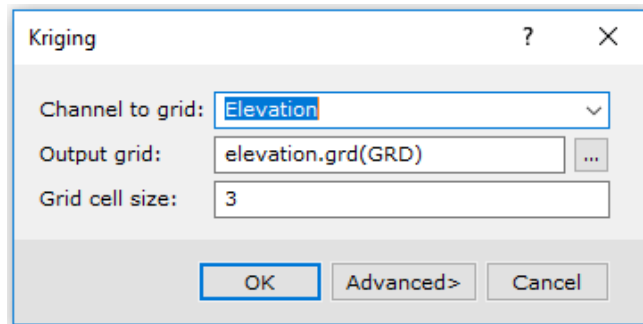 Kriging ? ×
Channel to grid: Elevation
Output grid: elevation.grd(GRD) ...
Grid cell size: 3
OK Advanced> Cancel